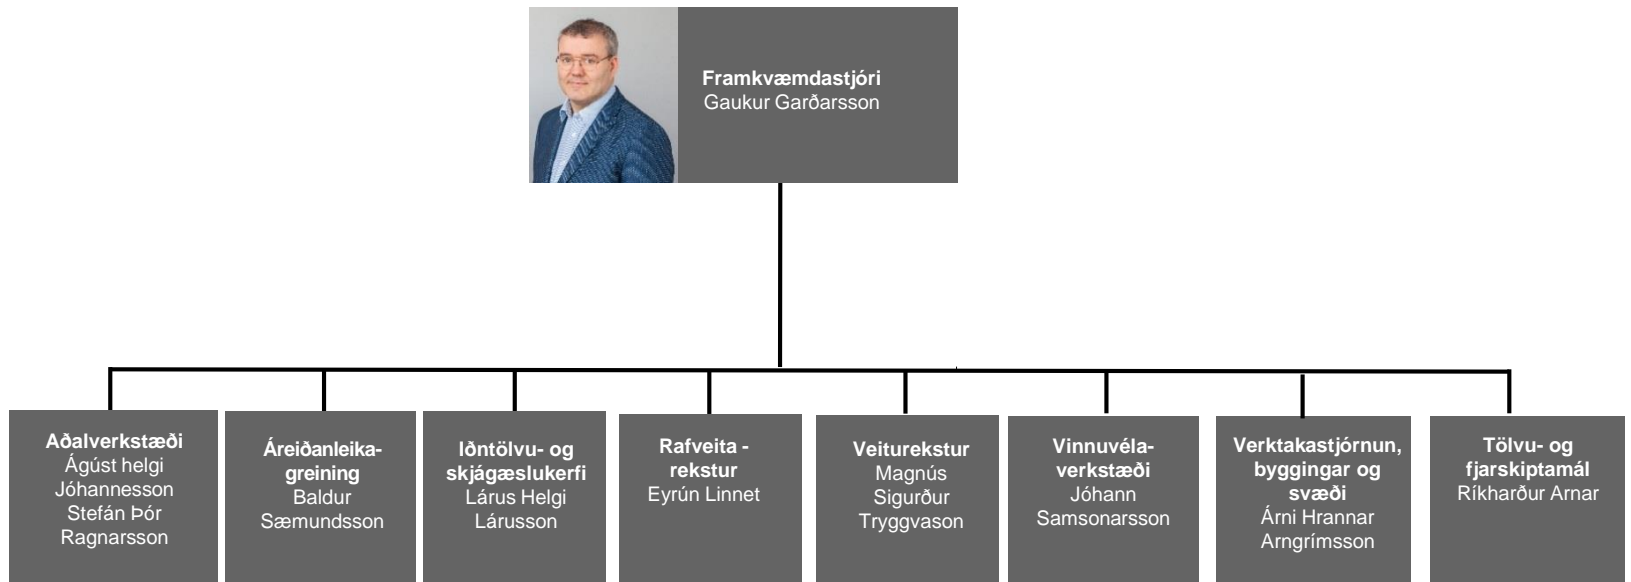 Framkvæmdastjóri
Gaukur Garðarsson
Aðalverkstæði
Ágúst helgi
Jóhannesson
Stefán Þór
Ragnarsson
Áreiðanleika-
greining
Baldur
Sæmundsson
Iðntölvu- og
skjágæslukerfi
Lárus Helgi
Lárusson
Rafveita -
rekstur
Eyrún Linnet
Veiturekstur
Magnús
Sigurður
Tryggvason
Vinnuvéla-
verkstæði
Jóhann
Samsonarsson
Verktakastjórnun,
byggingar og
svæði
Árni Hrannar
Arngrímsson
Tölvu- og
fjarskiptamál
Ríkharður Arnar